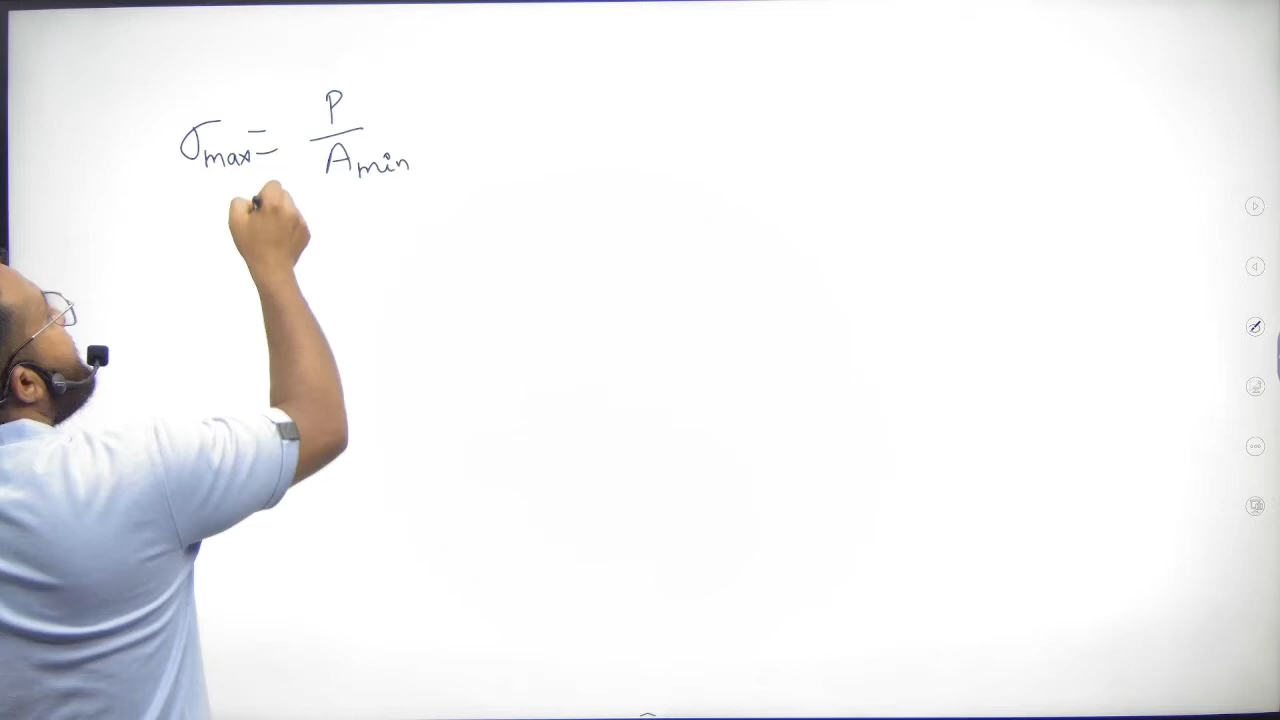 σmax = P / Amin